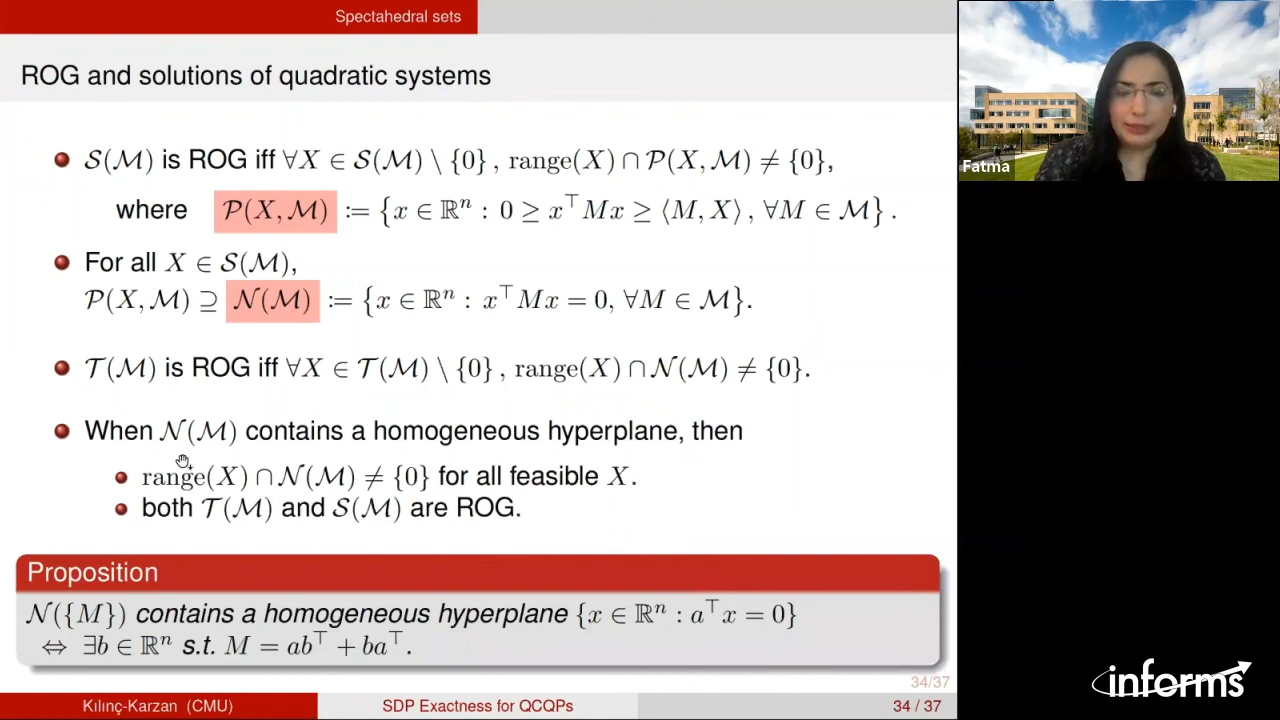 Spectahedral sets
ROG and solutions of quadratic systems
S(M) is ROG iff ∀X ∈ S(M) \ {0}, range(X) ∩ P(X, M) ≠ {0},
where P(X, M) := {x ∈ ℝⁿ : 0 ≥ x⊤Mx ≥ ⟨M, X⟩, ∀M ∈ M}.
For all X ∈ S(M),
P(X, M) ⊇ N(M) := {x ∈ ℝⁿ : x⊤Mx = 0, ∀M ∈ M}.
T(M) is ROG iff ∀X ∈ T(M) \ {0}, range(X) ∩ N(M) ≠ {0}.
When N(M) contains a homogeneous hyperplane, then
range(X) ∩ N(M) ≠ {0} for all feasible X.
both T(M) and S(M) are ROG.
Proposition
N({M}) contains a homogeneous hyperplane {x ∈ ℝⁿ : a⊤x = 0}
⇔ ∃b ∈ ℝⁿ s.t. M = ab⊤ + ba⊤.
34/37
Kılınç-Karzan (CMU) SDP Exactness for QCQPs 34 / 37
Fatma
informs